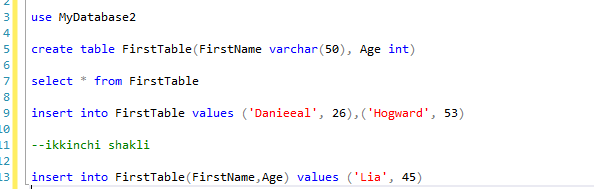 2
3 use MyDatabase2
4
5 create table FirstTable(FirstName varchar(50), Age int)
6
7 select * from FirstTable
8
9 insert into FirstTable values ('Danieeal', 26),('Hogward', 53)
10
11 --ikkinchi shakli
12
13 insert into FirstTable(FirstName,Age) values ('Lia', 45)